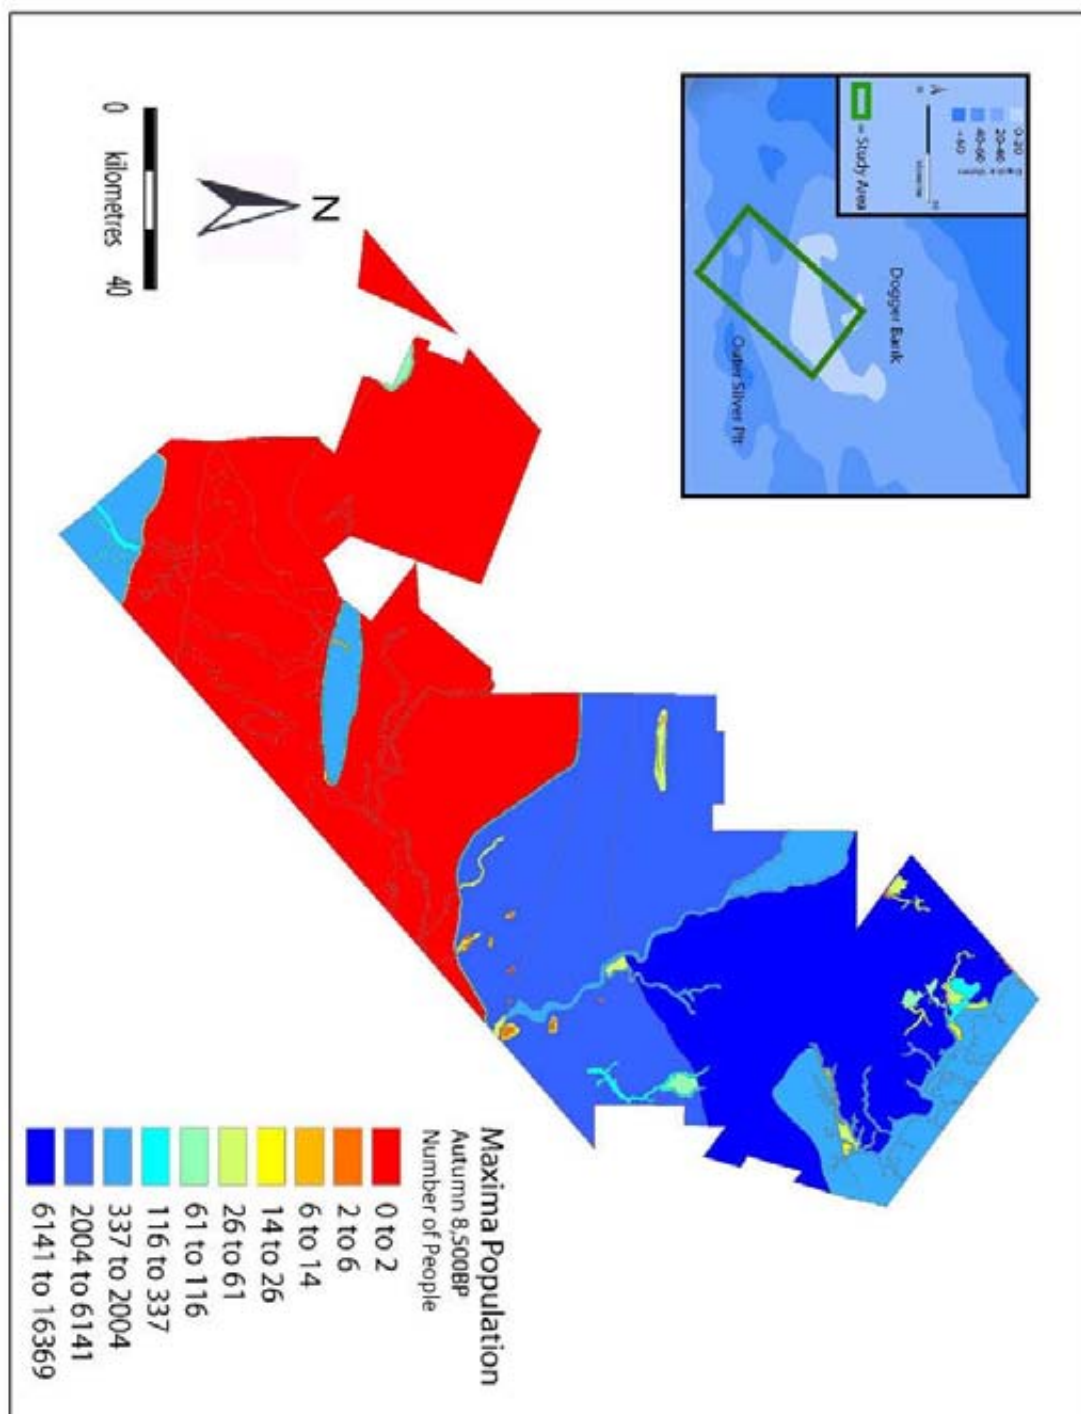 Maxima Population
Autumn 8,500BP
Number of People
0 to 2
2 to 6
6 to 14
14 to 26
26 to 61
61 to 116
116 to 337
337 to 2004
2004 to 6141
6141 to 16369
N
0 kilometres 40
Dogger Bank
Outer Silver Pit
0-20
20-40
40-60
= Study Area